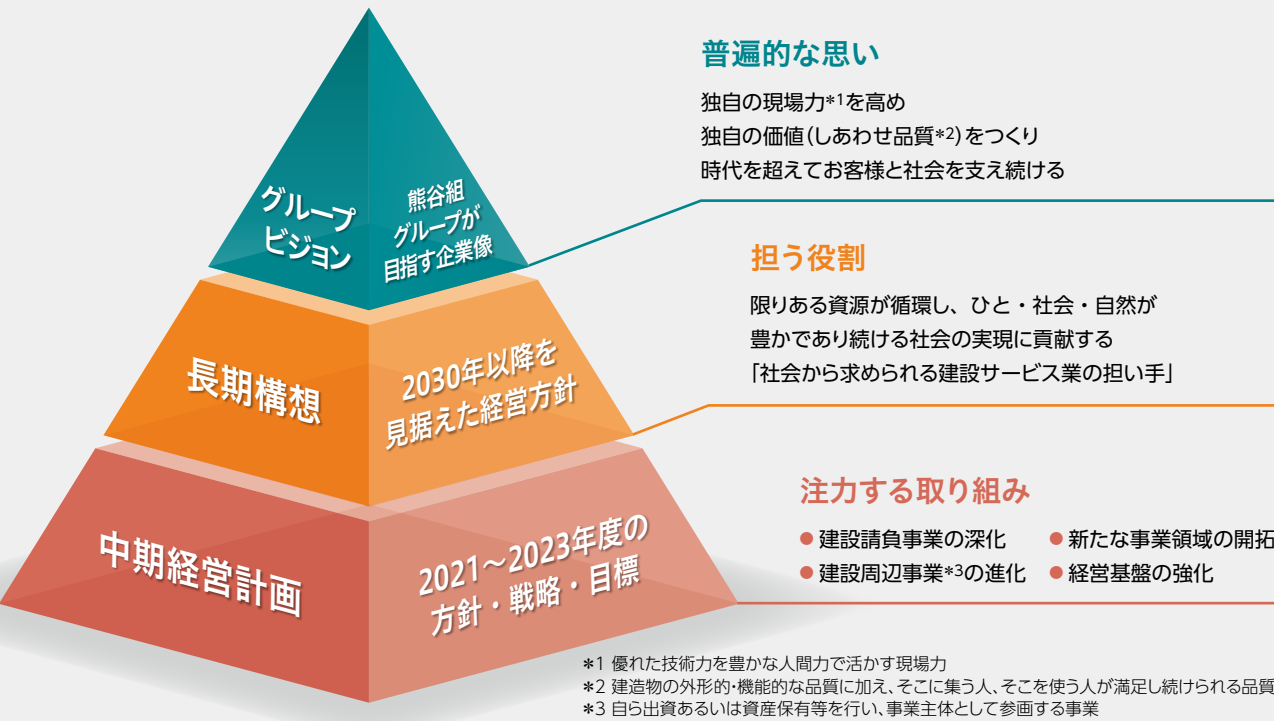 普遍的な思い
独自の現場力*1を高め
独自の価値(しあわせ品質*2)をつくり
時代を超えてお客様と社会を支え続ける
グループ
ビジョン
熊谷組
グループが
目指す企業像
担う役割
限りある資源が循環し、ひと・社会・自然が
豊かであり続ける社会の実現に貢献する
「社会から求められる建設サービス業の担い手」
長期構想
2030年以降を
見据えた経営方針
注力する取り組み
●建設請負事業の深化 ●新たな事業領域の開拓
●建設周辺事業*3の進化 ●経営基盤の強化
中期経営計画
2021～2023年度の
方針・戦略・目標
*1 優れた技術力を豊かな人間力で活かす現場力
*2 建造物の外形的・機能的な品質に加え、そこに集う人、そこを使う人が満足し続けられる品質
*3 自ら出資あるいは資産保有等を行い、事業主体として参画する事業